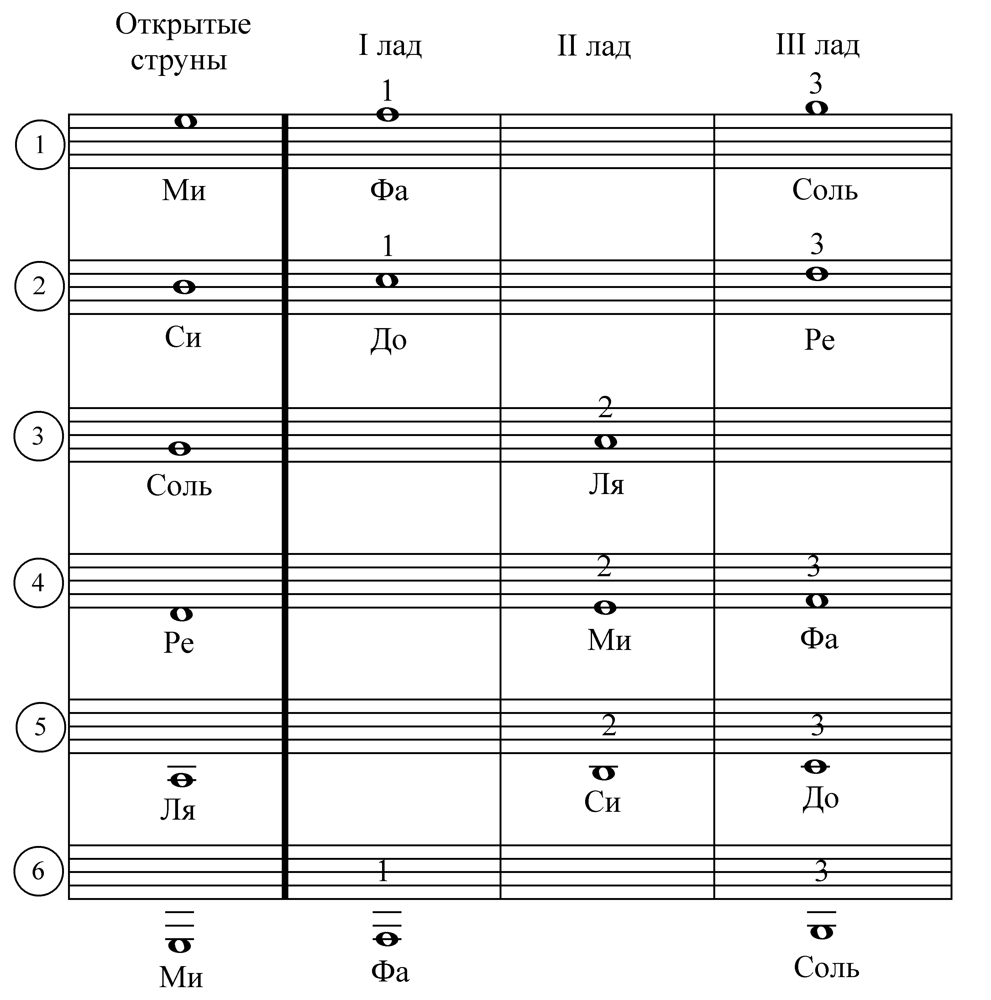 Открытые
струны
I лад
II лад
III лад
1
3
1
Ми
Фа
Соль
1
3
2
Си
До
Ре
2
3
Соль
Ля
2
3
4
Ре
Ми
Фа
2
3
5
Ля
Си
До
1
3
6
Ми
Фа
Соль